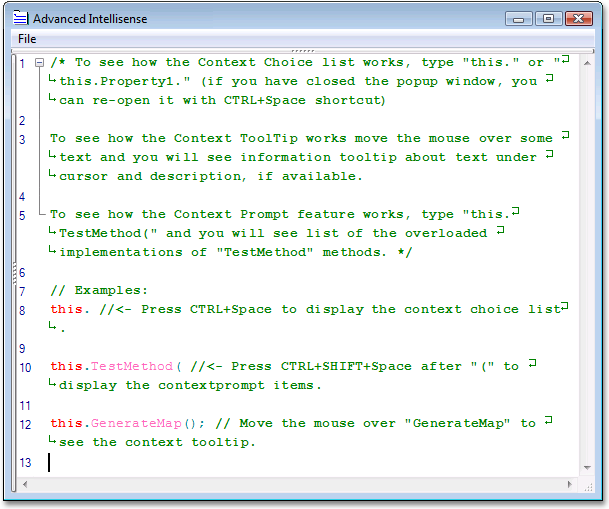 Advanced Intellisense
File
1 /* To see how the Context Choice list works, type "this." or "
this.Property1." (if you have closed the popup window, you
can re-open it with CTRL+Space shortcut)
2
3 To see how the Context ToolTip works move the mouse over some
text and you will see information tooltip about text under
cursor and description, if available.
4
5 To see how the Context Prompt feature works, type "this.
TestMethod(" and you will see list of the overloaded
implementations of "TestMethod" methods. */
6
7 // Examples:
8 this. //<- Press CTRL+Space to display the context choice list
.
9
10 this.TestMethod( //<- Press CTRL+SHIFT+Space after "(" to
display the contextprompt items.
11
12 this.GenerateMap(); // Move the mouse over "GenerateMap" to
see the context tooltip.
13